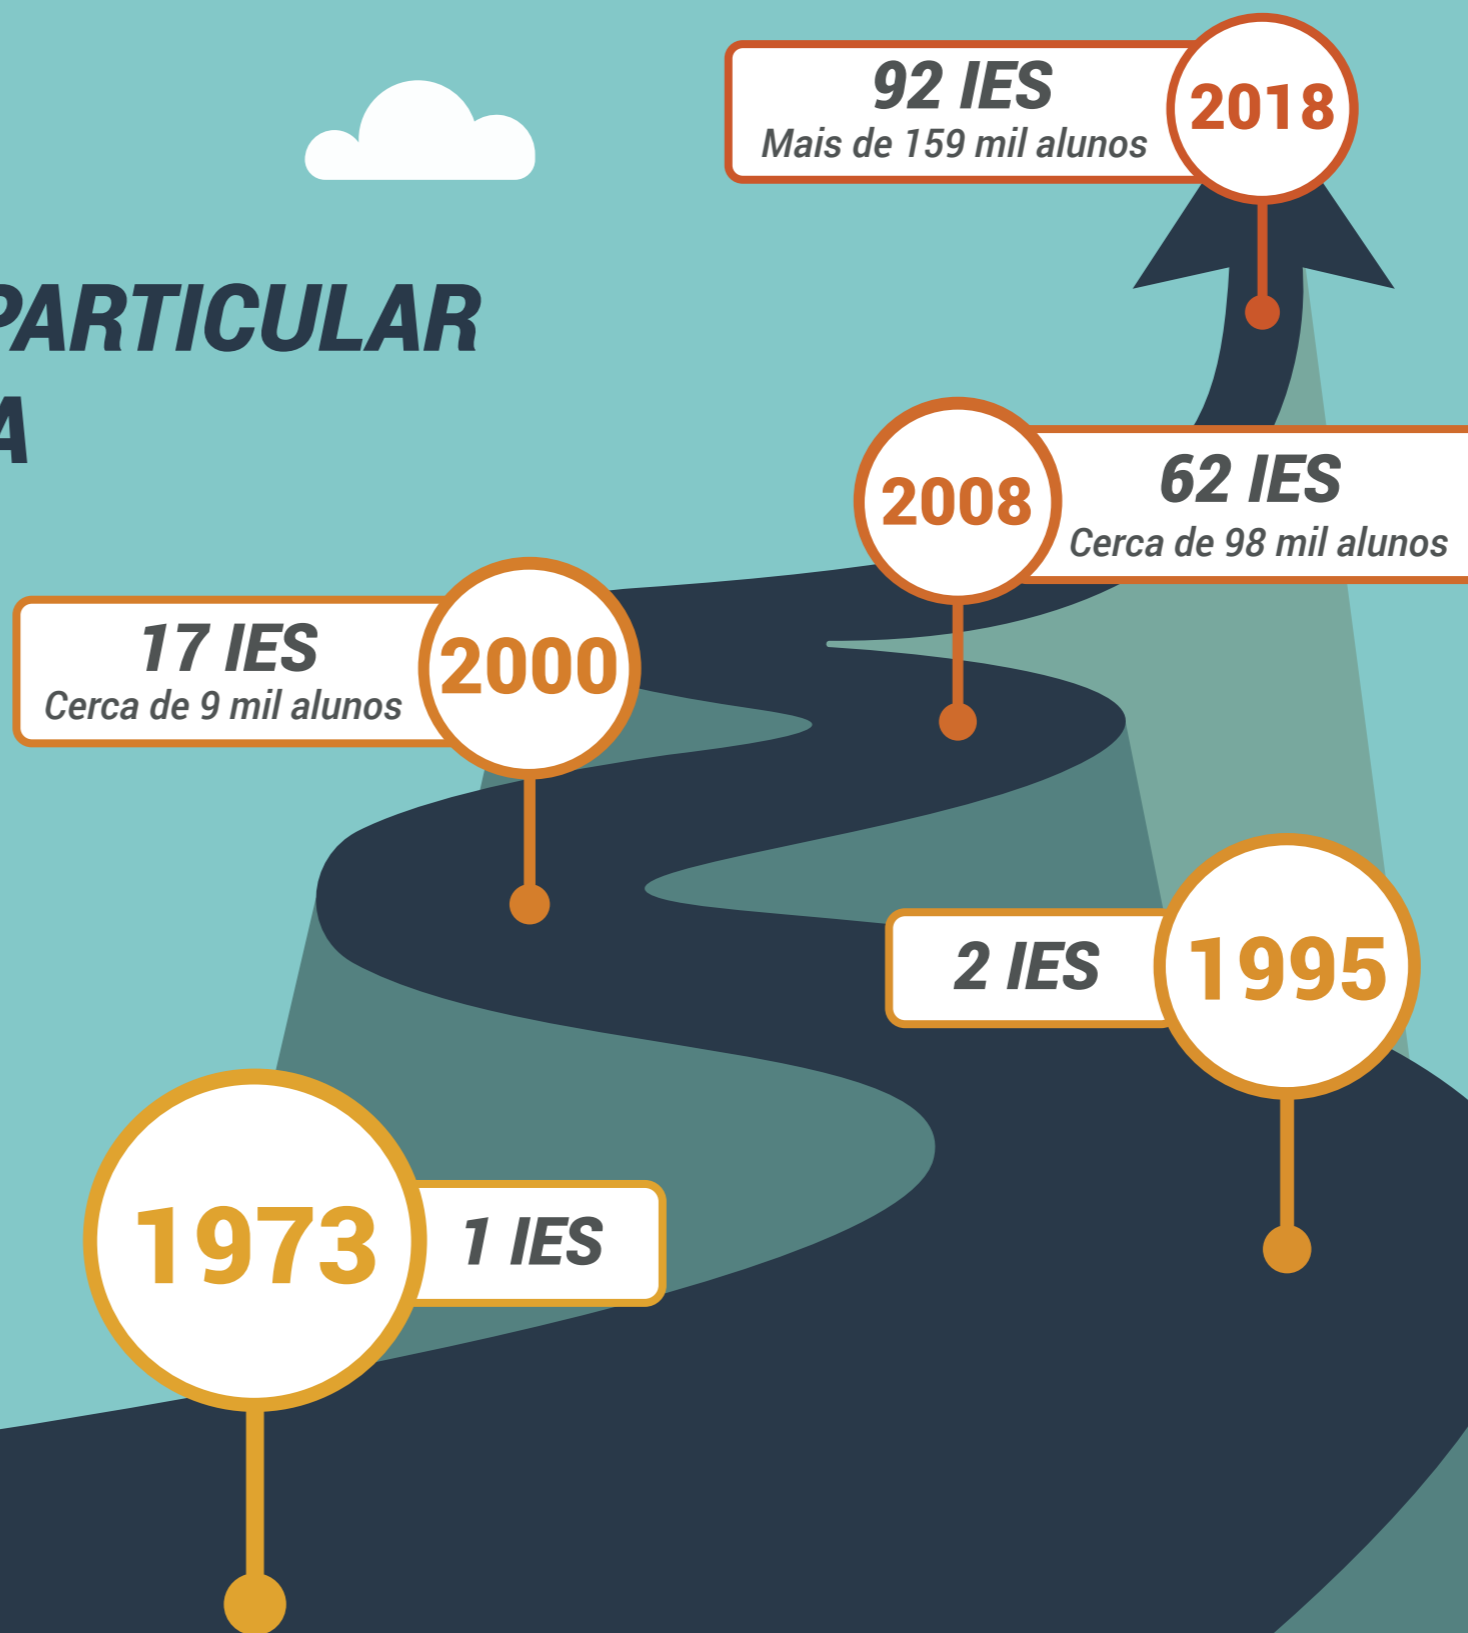 92 IES
Mais de 159 mil alunos
2018
PARTICULAR
A
2008
62 IES
Cerca de 98 mil alunos
17 IES
Cerca de 9 mil alunos
2000
2 IES
1995
1973
1 IES